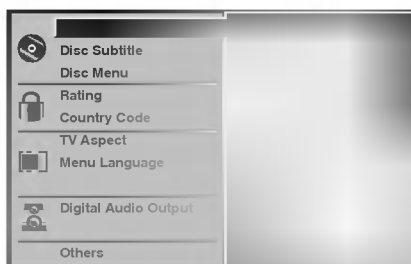 Disc Subtitle
Disc Menu
Rating
Country Code
TV Aspect
Menu Language
Digital Audio Output
Others